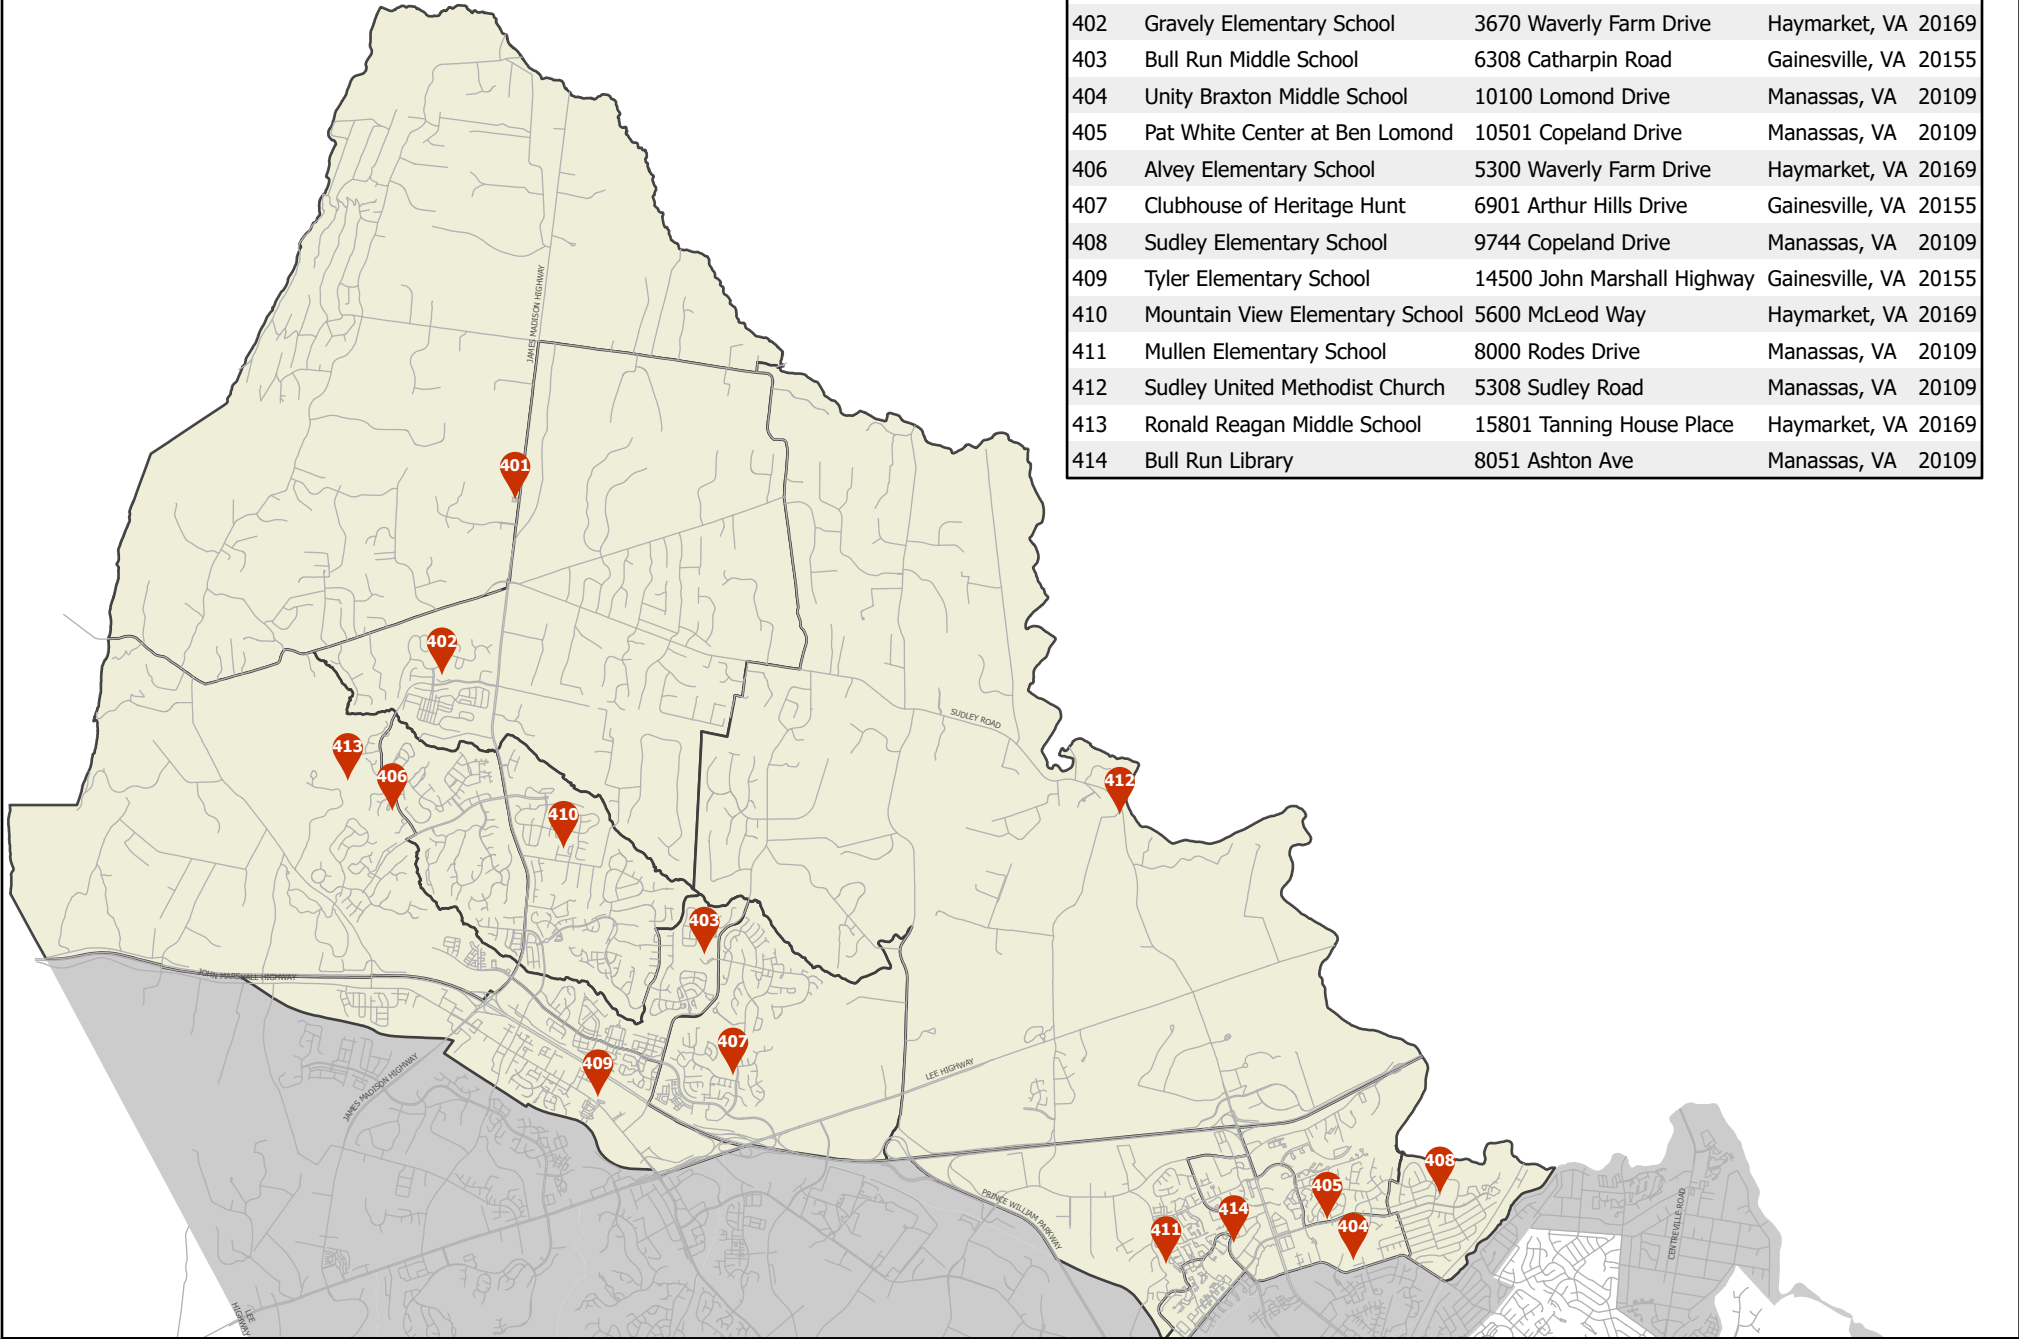 402 Gravely Elementary School 3670 Waverly Farm Drive Haymarket, VA 20169
403 Bull Run Middle School 6308 Catharpin Road Gainesville, VA 20155
404 Unity Braxton Middle School 10100 Lomond Drive Manassas, VA 20109
405 Pat White Center at Ben Lomond 10501 Copeland Drive Manassas, VA 20109
406 Alvey Elementary School 5300 Waverly Farm Drive Haymarket, VA 20169
407 Clubhouse of Heritage Hunt 6901 Arthur Hills Drive Gainesville, VA 20155
408 Sudley Elementary School 9744 Copeland Drive Manassas, VA 20109
409 Tyler Elementary School 14500 John Marshall Highway Gainesville, VA 20155
410 Mountain View Elementary School 5600 McLeod Way Haymarket, VA 20169
411 Mullen Elementary School 8000 Rodes Drive Manassas, VA 20109
412 Sudley United Methodist Church 5308 Sudley Road Manassas, VA 20109
413 Ronald Reagan Middle School 15801 Tanning House Place Haymarket, VA 20169
414 Bull Run Library 8051 Ashton Ave Manassas, VA 20109
JAMES MADISON HIGHWAY
401
402
SUDLEY ROAD
413
406
412
410
403
JOHN MARSHALL HIGHWAY
407
409
LEE HIGHWAY
JAMES MADISON HIGHWAY
408
405
PRINCE WILLIAM PARKWAY
414
404
411
CENTREVILLE ROAD
LEE
HIGHWAY